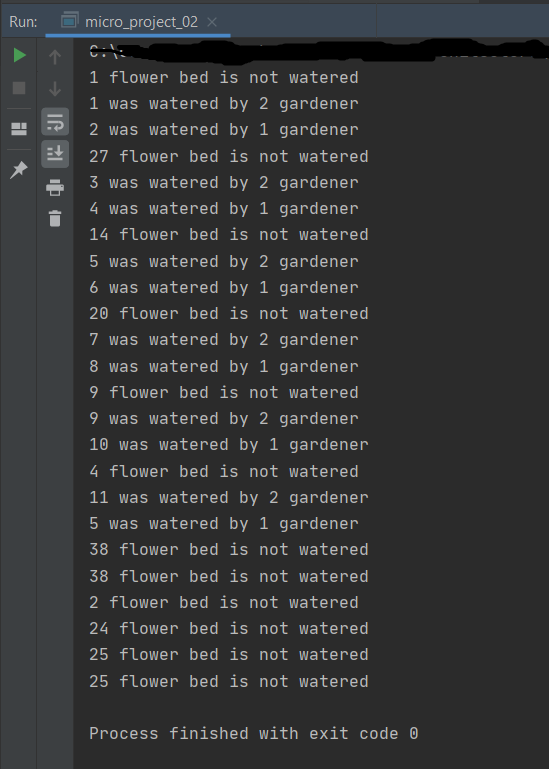 Run: micro_project_02
C:\
1 flower bed is not watered
1 was watered by 2 gardener
2 was watered by 1 gardener
27 flower bed is not watered
3 was watered by 2 gardener
4 was watered by 1 gardener
14 flower bed is not watered
5 was watered by 2 gardener
6 was watered by 1 gardener
20 flower bed is not watered
7 was watered by 2 gardener
8 was watered by 1 gardener
9 flower bed is not watered
9 was watered by 2 gardener
10 was watered by 1 gardener
4 flower bed is not watered
11 was watered by 2 gardener
5 was watered by 1 gardener
38 flower bed is not watered
38 flower bed is not watered
2 flower bed is not watered
24 flower bed is not watered
25 flower bed is not watered
25 flower bed is not watered
Process finished with exit code 0